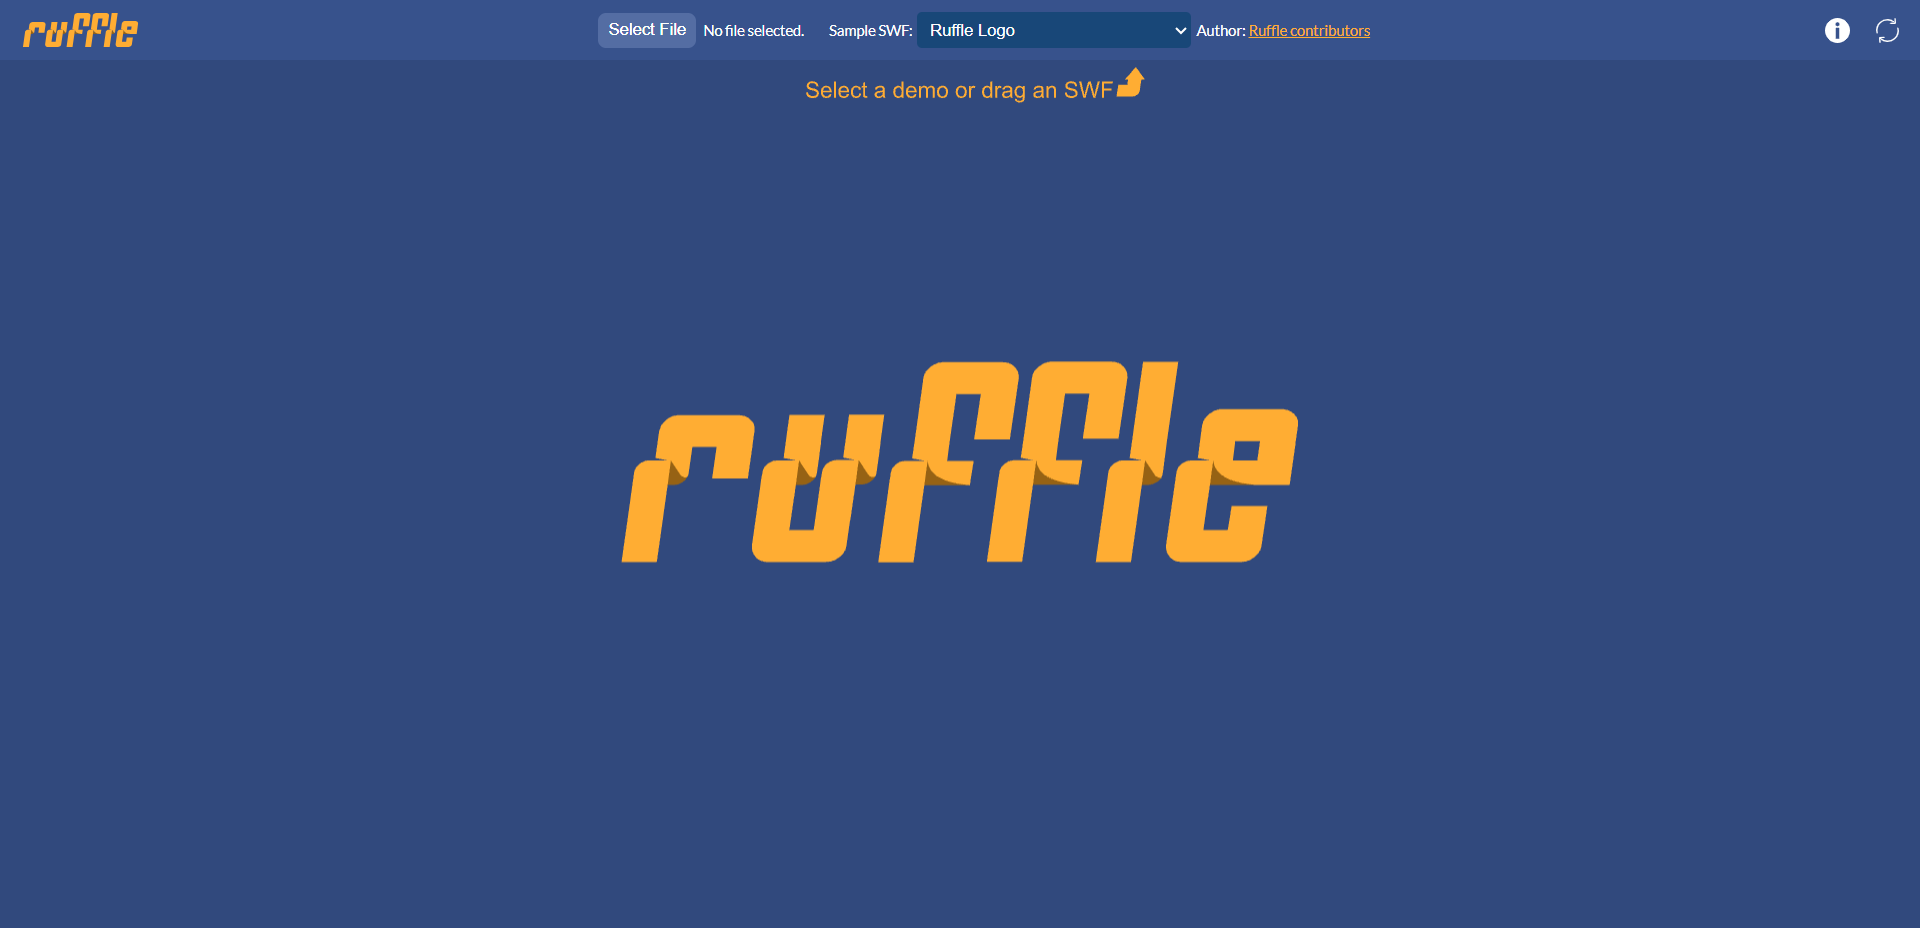 ruffle Select File No file selected. Sample SWF: Ruffle Logo Author: Ruffle contributors
Select a demo or drag an SWF
ruffle